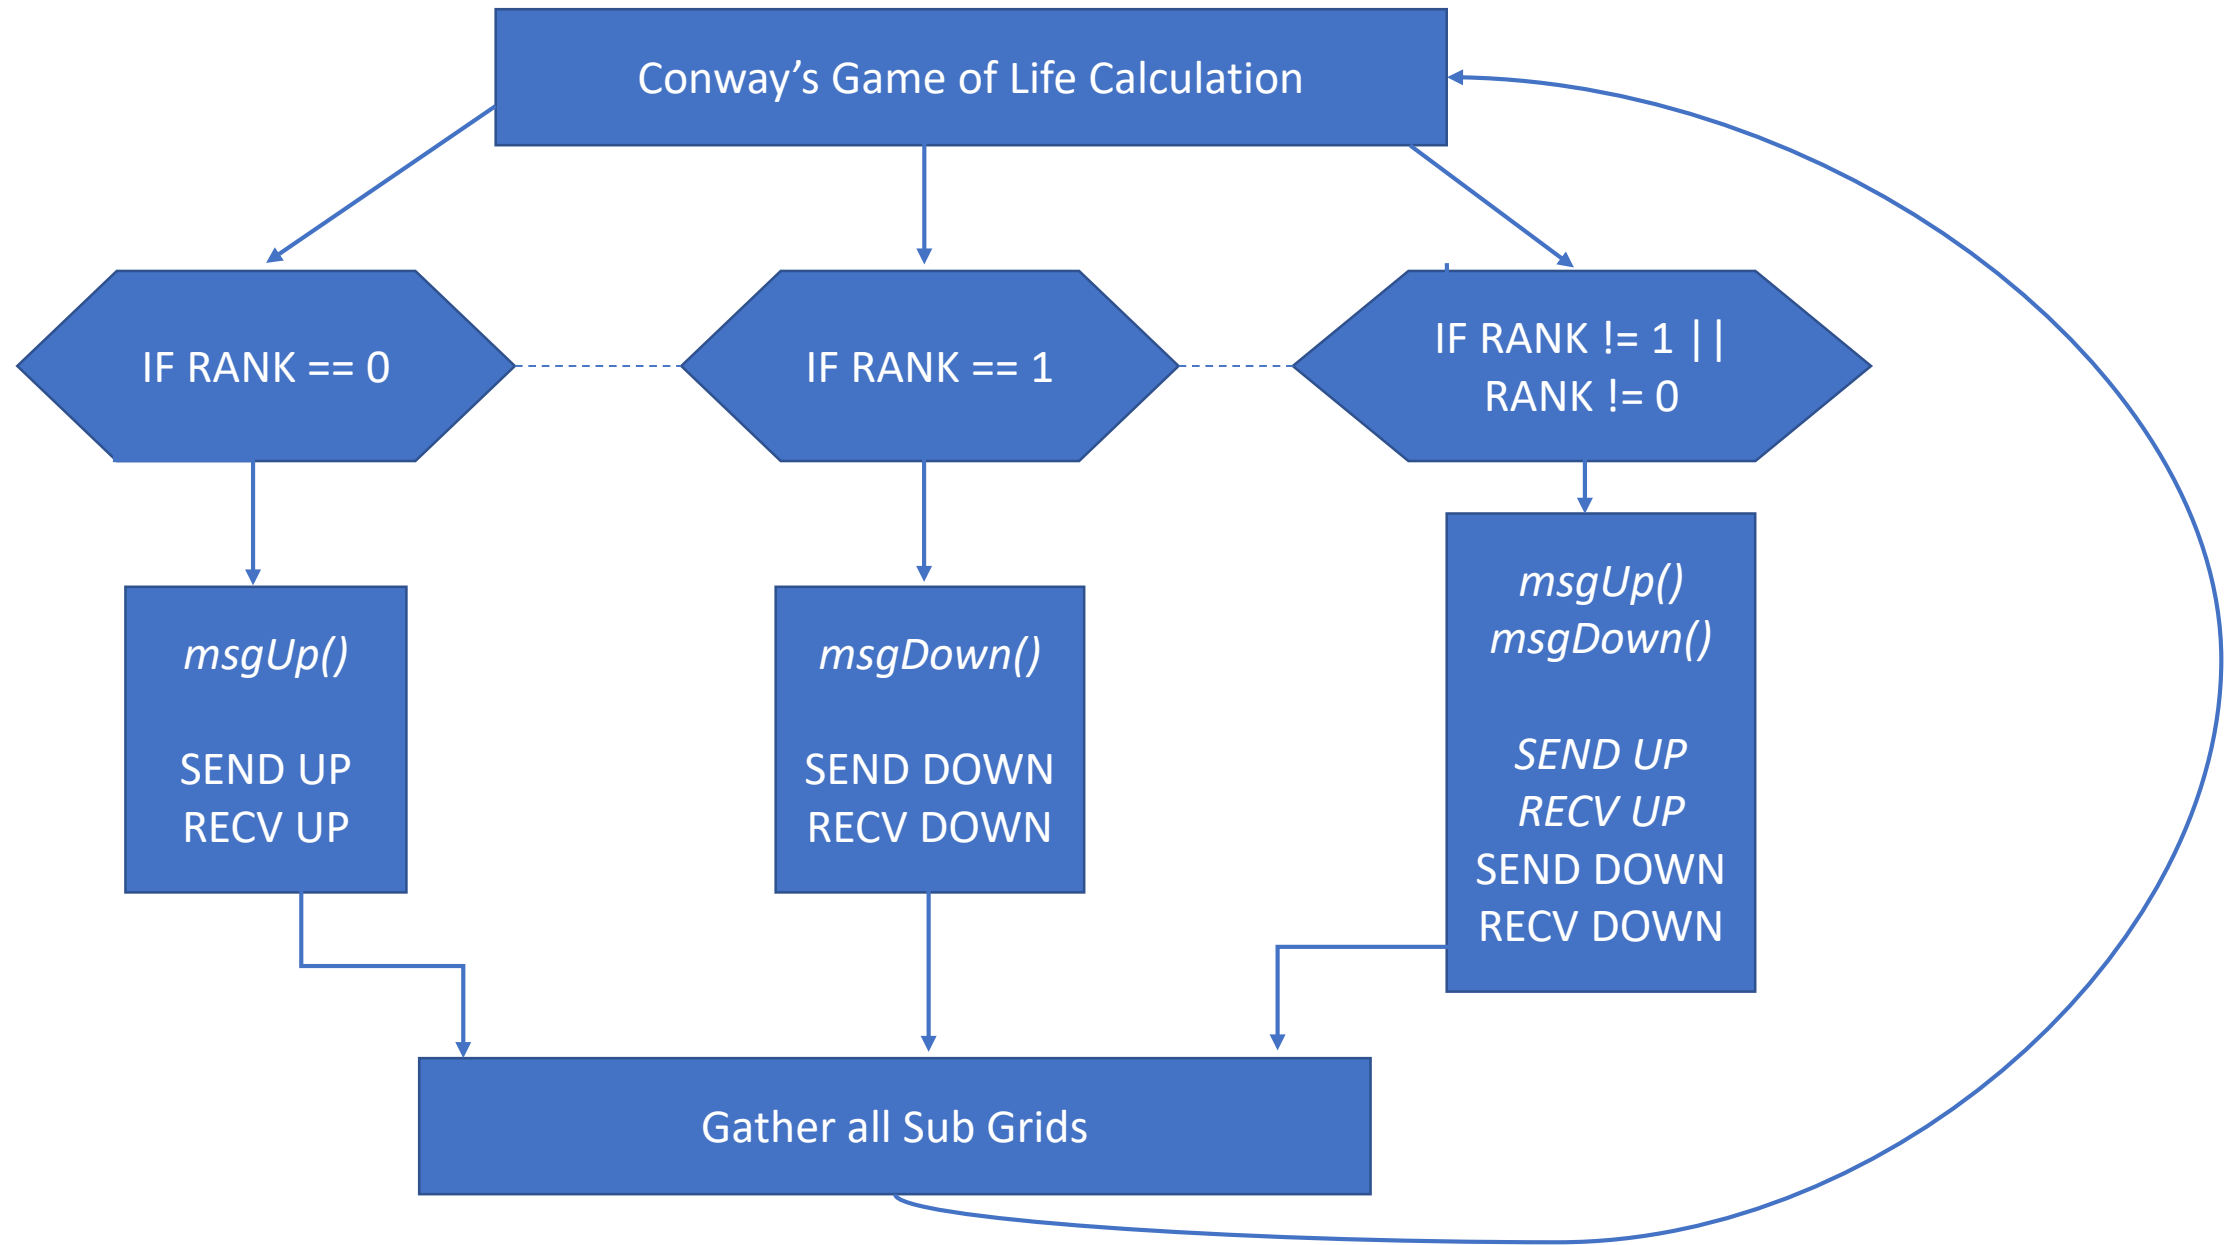 Conway’s Game of Life Calculation
IF RANK == 0
IF RANK == 1
IF RANK != 1 ||
RANK != 0
msgUp()
SEND UP
RECV UP
msgDown()
SEND DOWN
RECV DOWN
msgUp()
msgDown()
SEND UP
RECV UP
SEND DOWN
RECV DOWN
Gather all Sub Grids